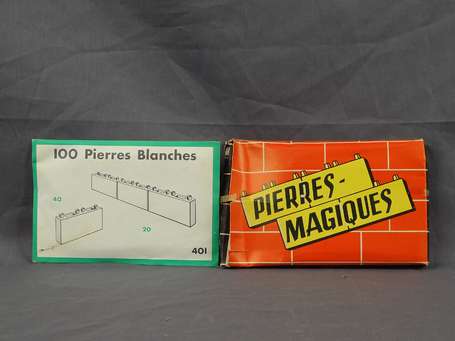 100 Pierres Blanches
40
20
401
PIERRES-
MAGIQUES